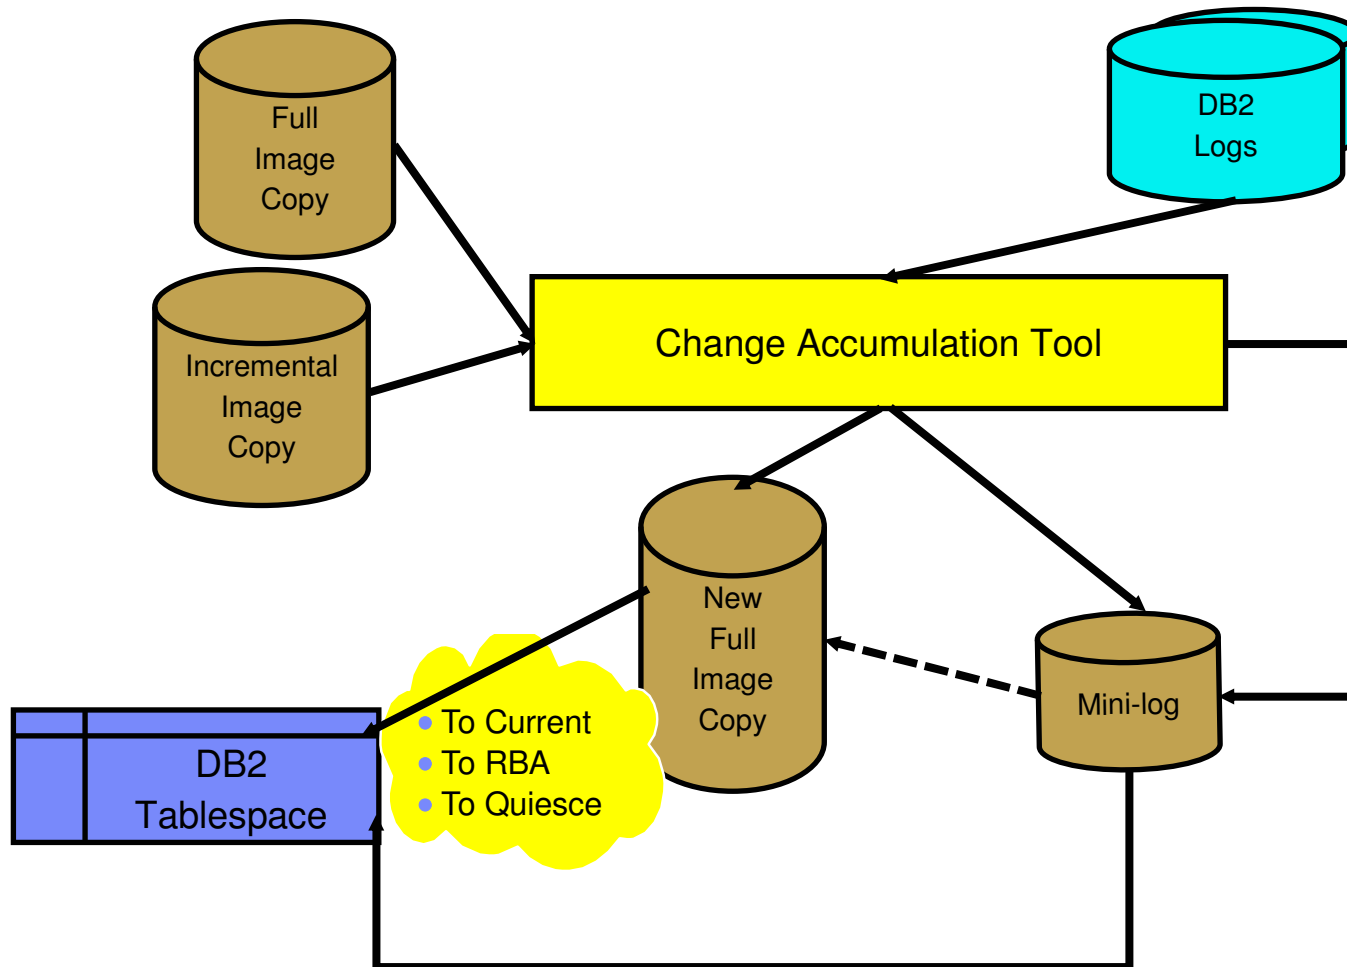 Full
Image
Copy
DB2
Logs
Incremental
Image
Copy
Change Accumulation Tool
New
Full
Image
Copy
Mini-log
• To Current
• To RBA
• To Quiesce
DB2
Tablespace